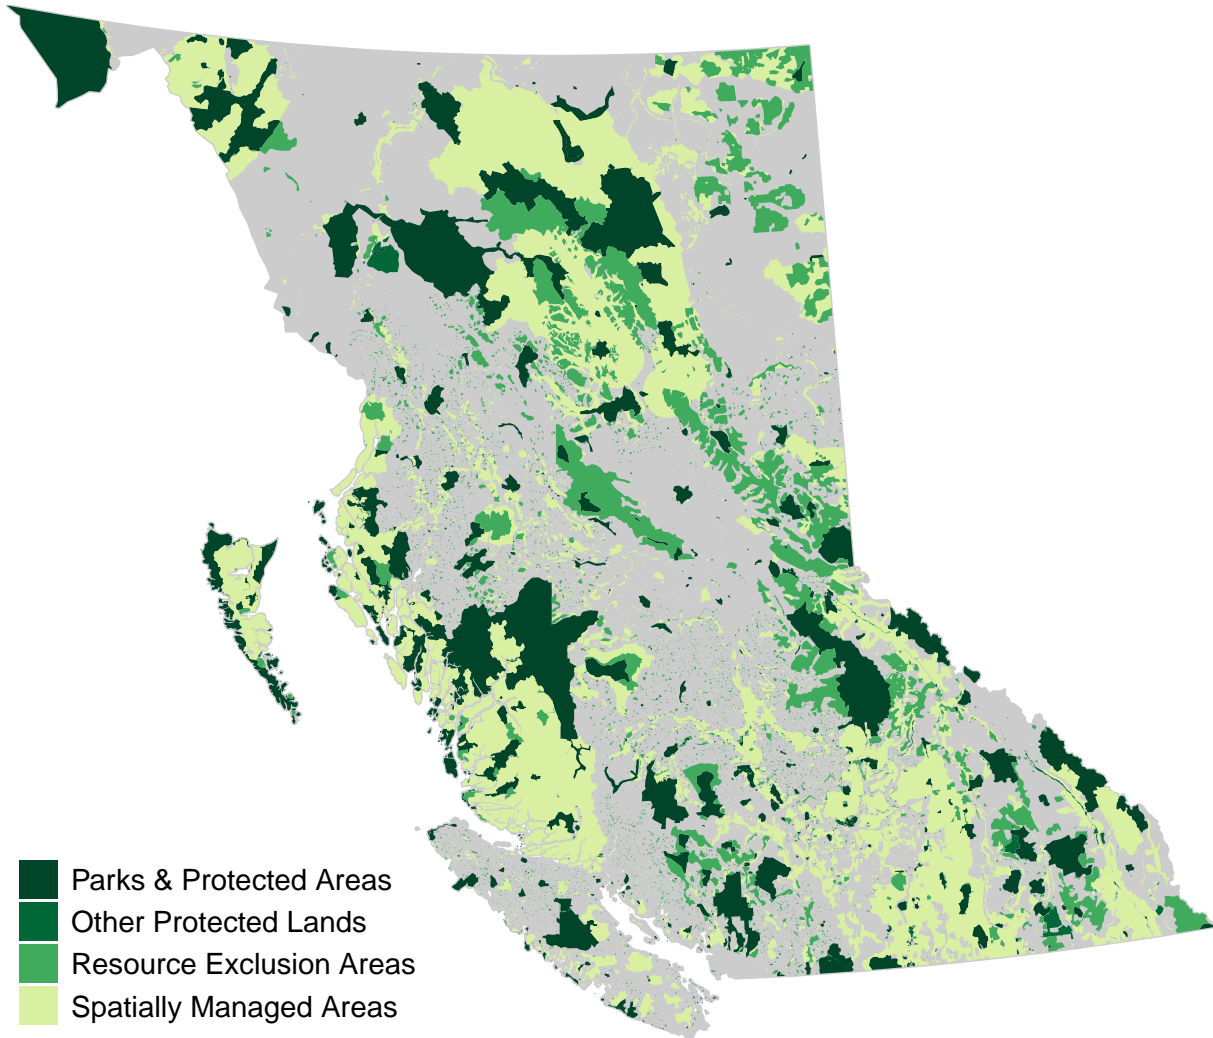 Parks & Protected Areas
Other Protected Lands
Resource Exclusion Areas
Spatially Managed Areas